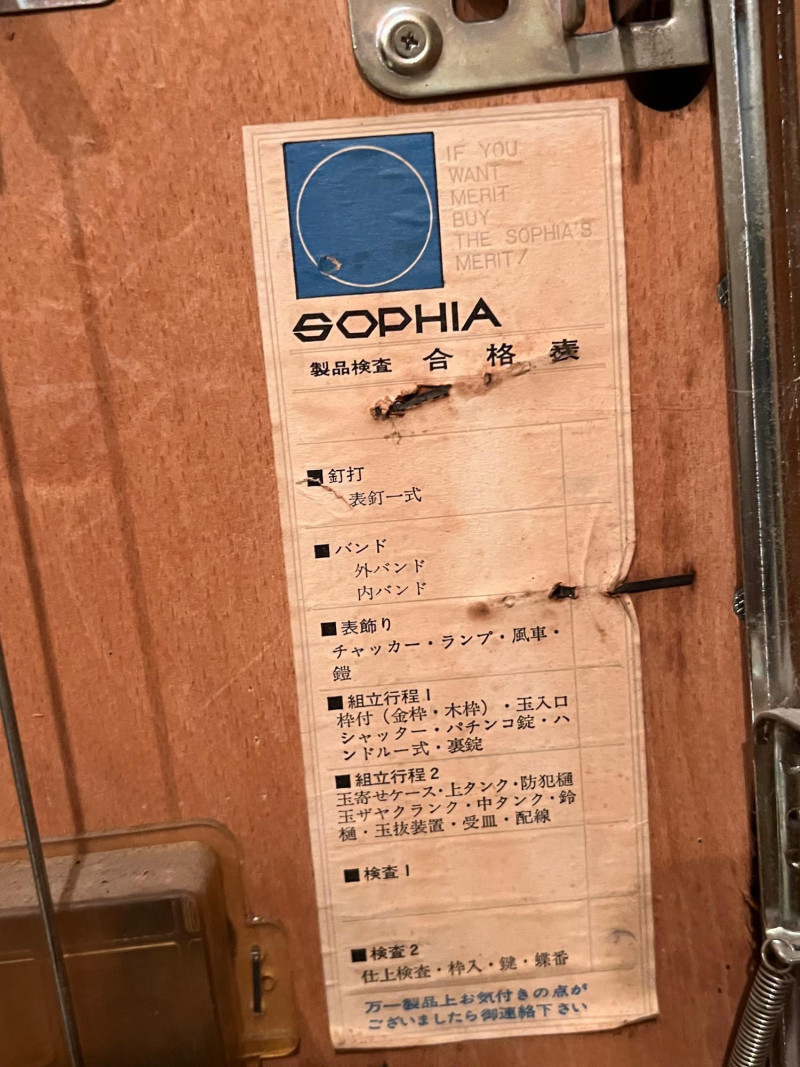 IF YOU
WANT
MERIT
BUY
THE SOPHIA'S
MERIT!
SOPHIA
製品検査 合格表
■釘打
表釘一式
■バンド
外バンド
内バンド
■表飾り
チャッカー・ランプ・風車・
鎧
■組立行程1
枠付(金枠・木枠)・玉入口
シャッター・パチンコ錠・ハ
ンドル一式・裏錠
■組立行程2
玉寄せケース・上タンク・防犯樋
玉ザヤクランク・中タンク・鈴
樋・玉抜装置・受皿・配線
■検査1
■検査2
仕上検査・枠入・鍵・蝶番
万一製品上お気付きの点が
ございましたら御連絡下さい